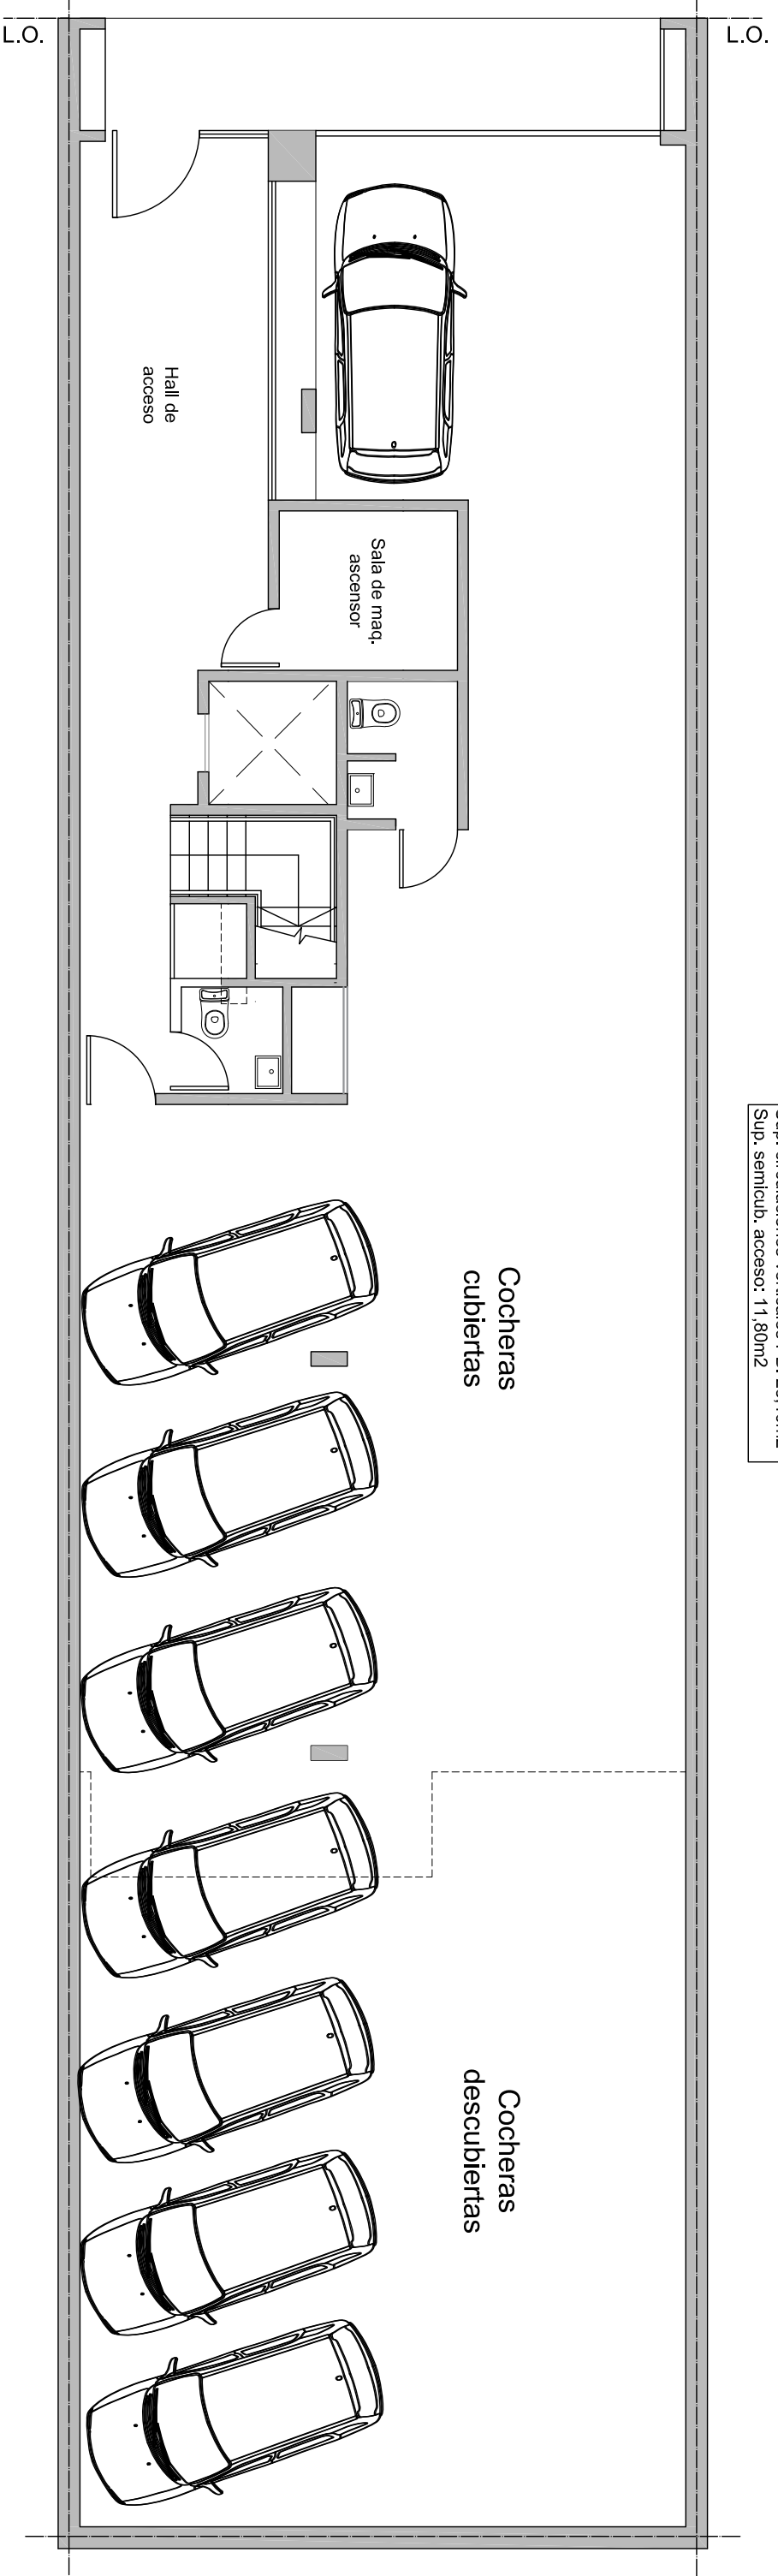 L.O.
L.O.
Hall de
acceso
Sala de maq.
ascensor
Sup. semicub. acceso: 11,80m2
Cocheras
cubiertas
Cocheras
descubiertas